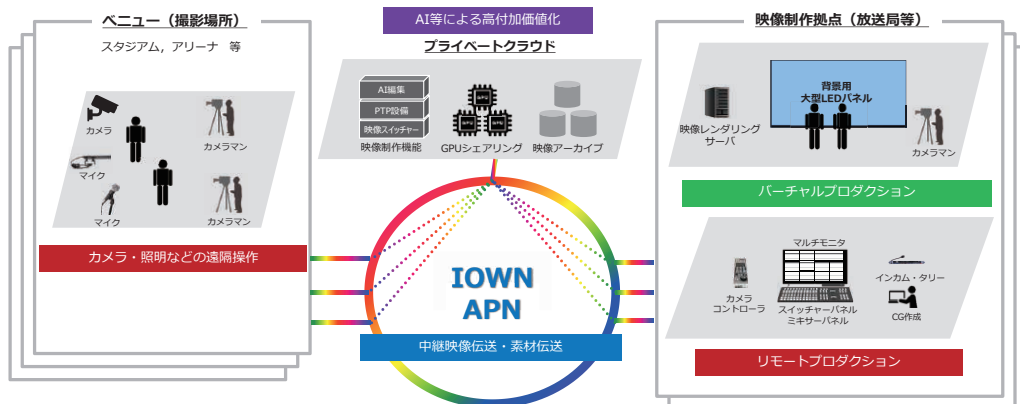 ベニュー（撮影場所）
スタジアム，アリーナ　等
カメラ
カメラマン
マイク
マイク
カメラマン
カメラ・照明などの遠隔操作
AI等による高付加価値化
プライベートクラウド
AI編集
PTP設備
映像スイッチャー
映像制作機能
GPU
GPU
GPU
GPUシェアリング
映像アーカイブ
IOWN
APN
中継映像伝送・素材伝送
映像制作拠点（放送局等）
背景用
大型LEDパネル
映像レンダリング
サーバ
カメラマン
バーチャルプロダクション
マルチモニタ
カメラ
コントローラ
スイッチャーパネル
ミキサーパネル
インカム・タリー
CG作成
リモートプロダクション